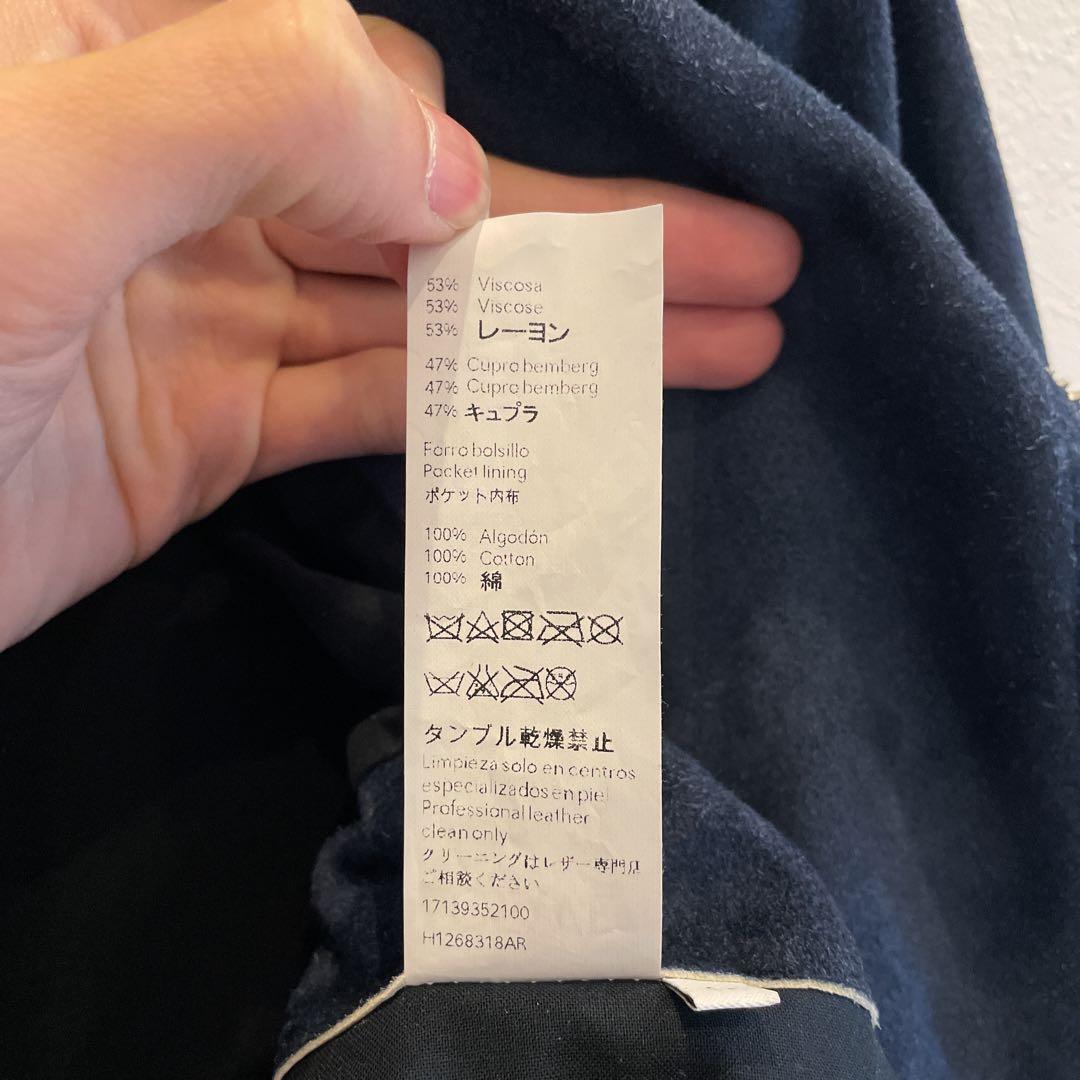 53% Viscosa
53% Viscose
53% レーヨン
47% Cupro bemberg
47% Cupro bemberg
47% キュプラ
Forro bolsillo
Pocket lining
ポケット内布
100% Algodón
100% Cotton
100% 綿
タンブル乾燥禁止
Limpieza solo en centros
especializados en piel
Professional leather
clean only
クリーニングはレザー専門店
ご相談ください
17139352100
H1268318AR